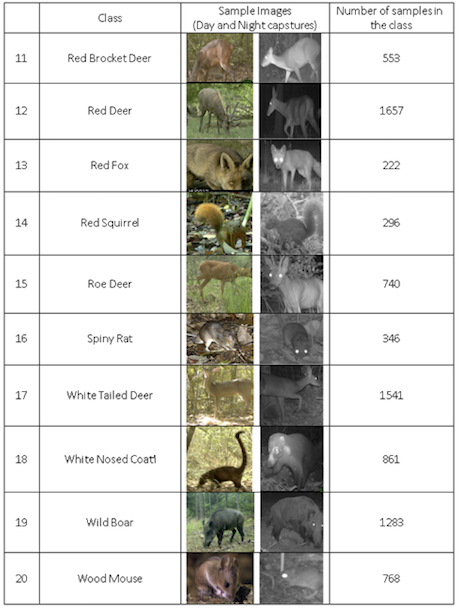 Class
Sample Images
(Day and Night capstures)
Number of samples in
the class
11 Red Brocket Deer 553
12 Red Deer 1657
13 Red Fox 222
14 Red Squirrel 296
15 Roe Deer 740
16 Spiny Rat 346
17 White Tailed Deer 1541
18 White Nosed Coatl 861
19 Wild Boar 1283
20 Wood Mouse 768